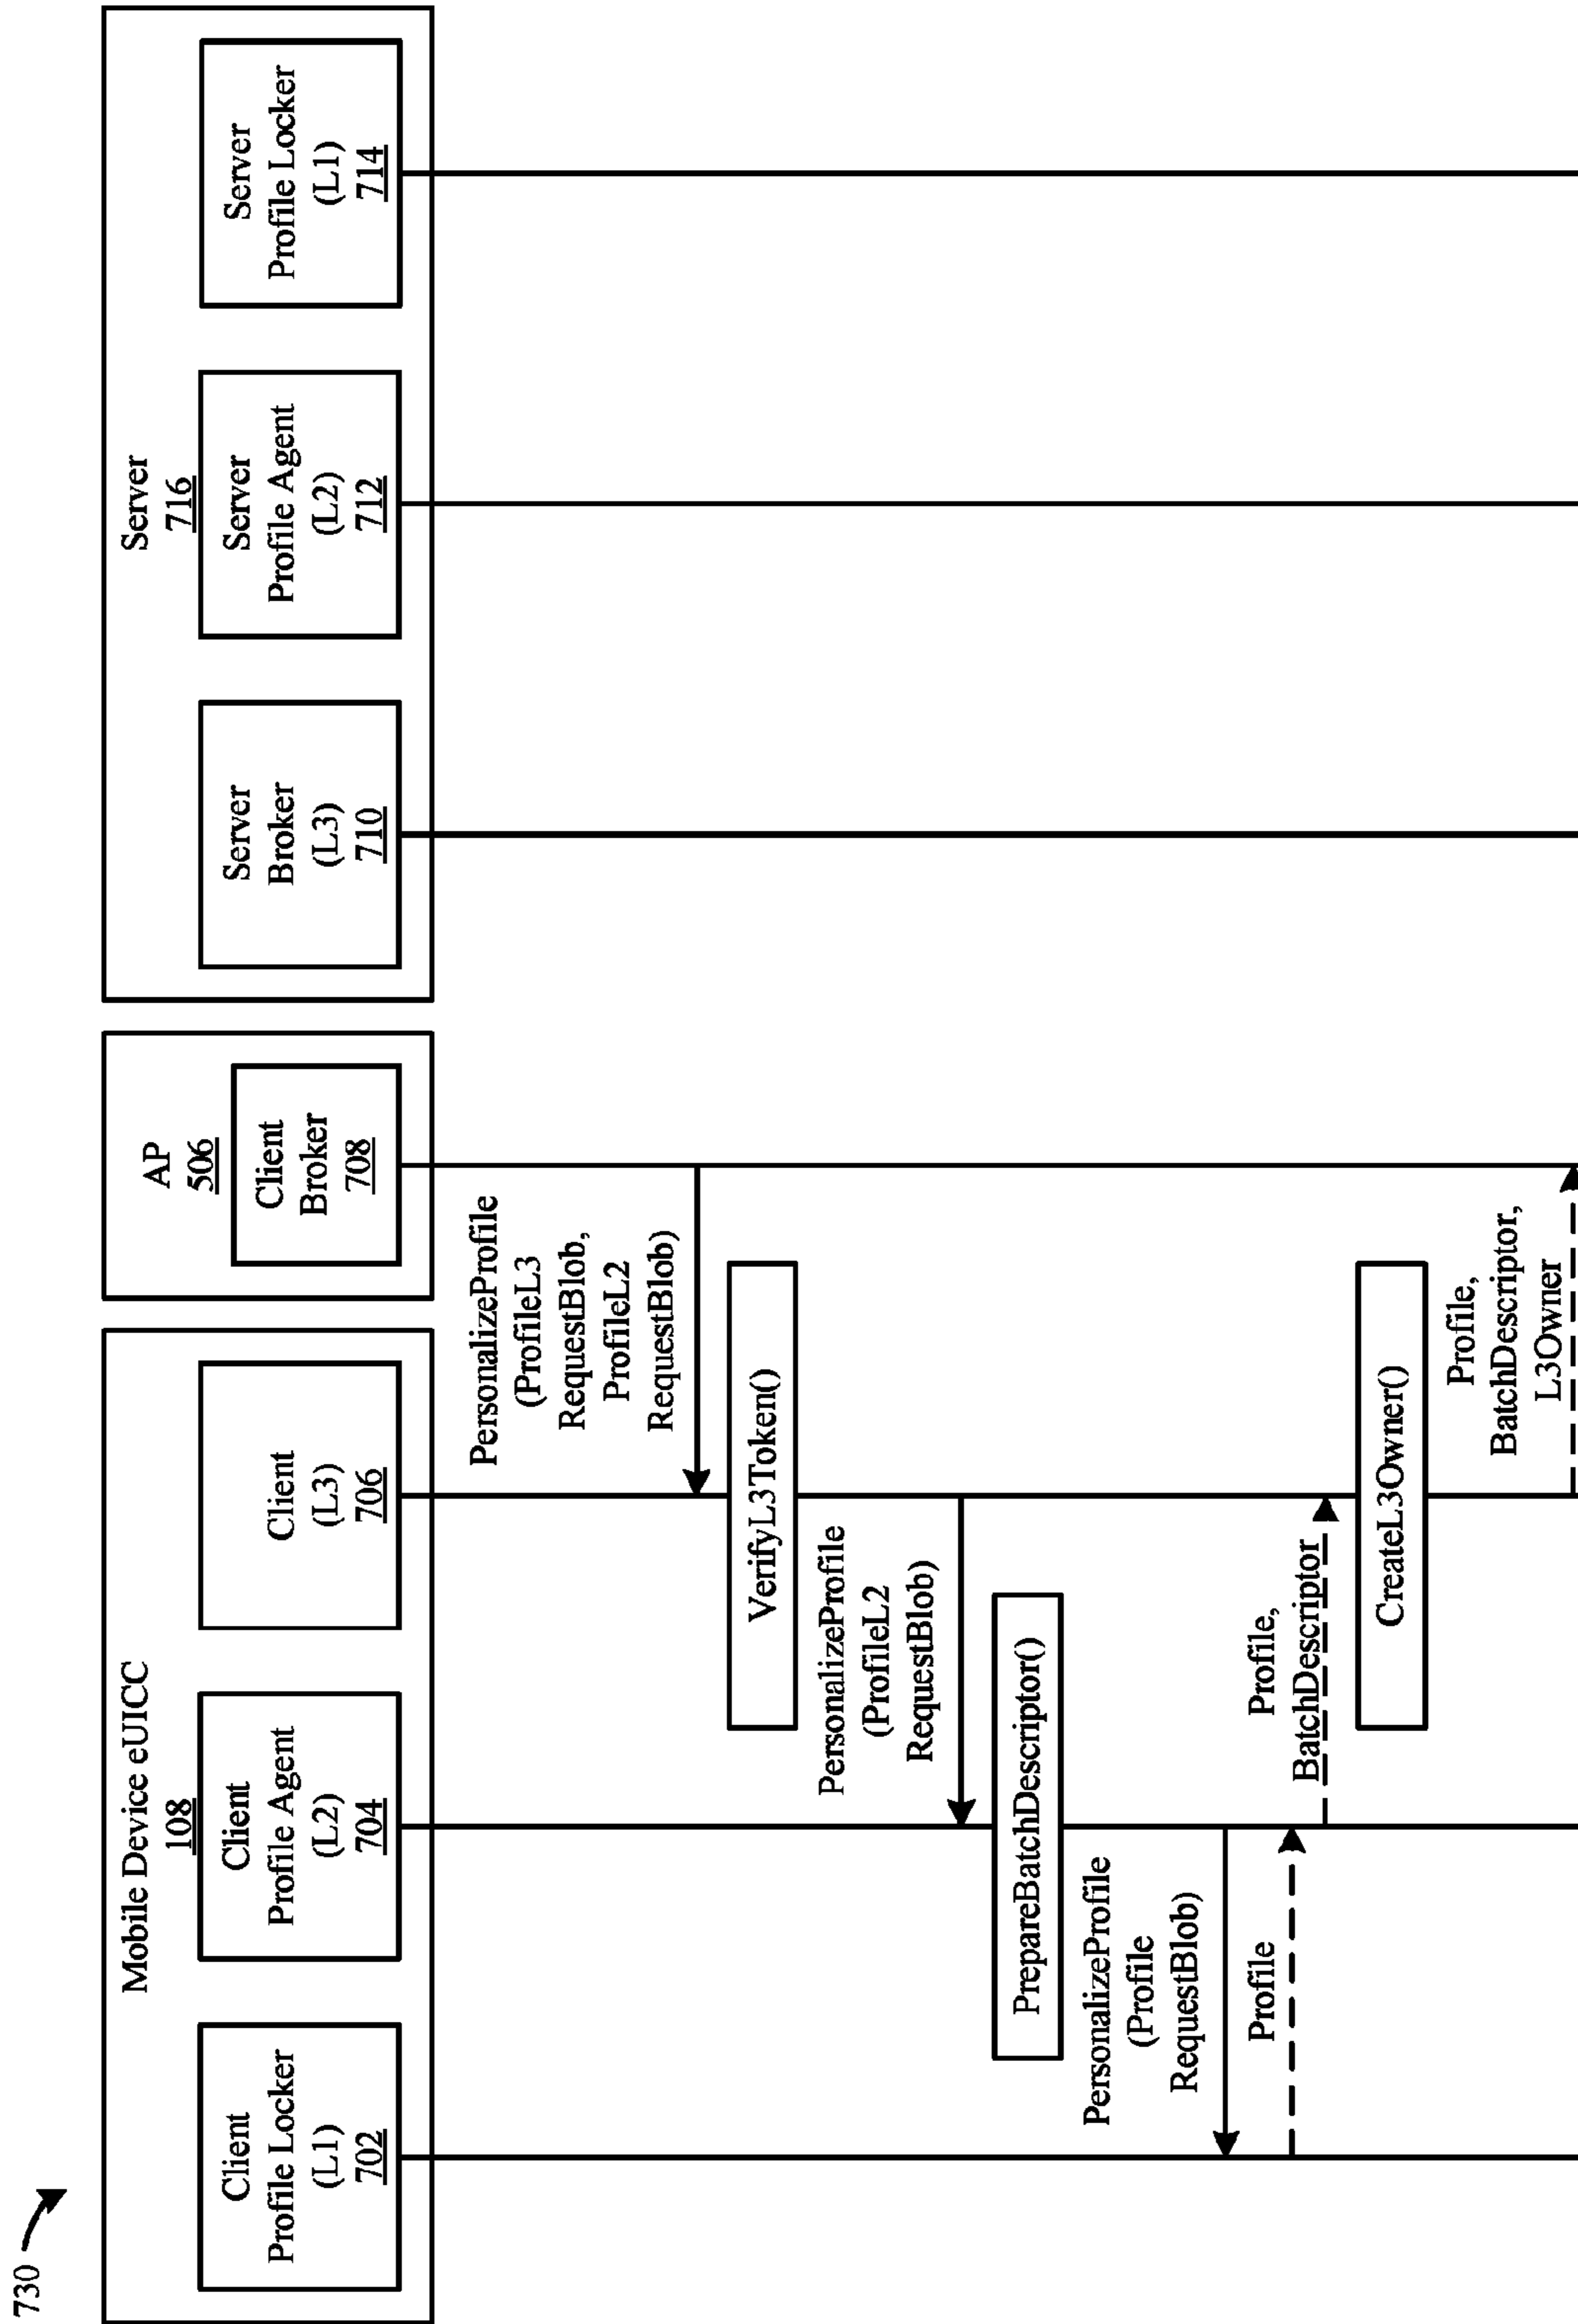 730
Mobile Device eUICC
108
Client
Profile Locker
(L1)
702
Client
Profile Agent
(L2)
704
Client
(L3)
706
AP
506
Client
Broker
708
Server
716
Server
Broker
(L3)
710
Server
Profile Agent
(L2)
712
Server
Profile Locker
(L1)
714
PersonalizeProfile
(ProfileL3
RequestBlob,
ProfileL2
RequestBlob)
VerifyL3Token()
PersonalizeProfile
(ProfileL2
RequestBlob)
PrepareBatchDescriptor()
PersonalizeProfile
(Profile
RequestBlob)
Profile
Profile,
BatchDescriptor
CreateL3Owner()
Profile,
BatchDescriptor,
L3Owner